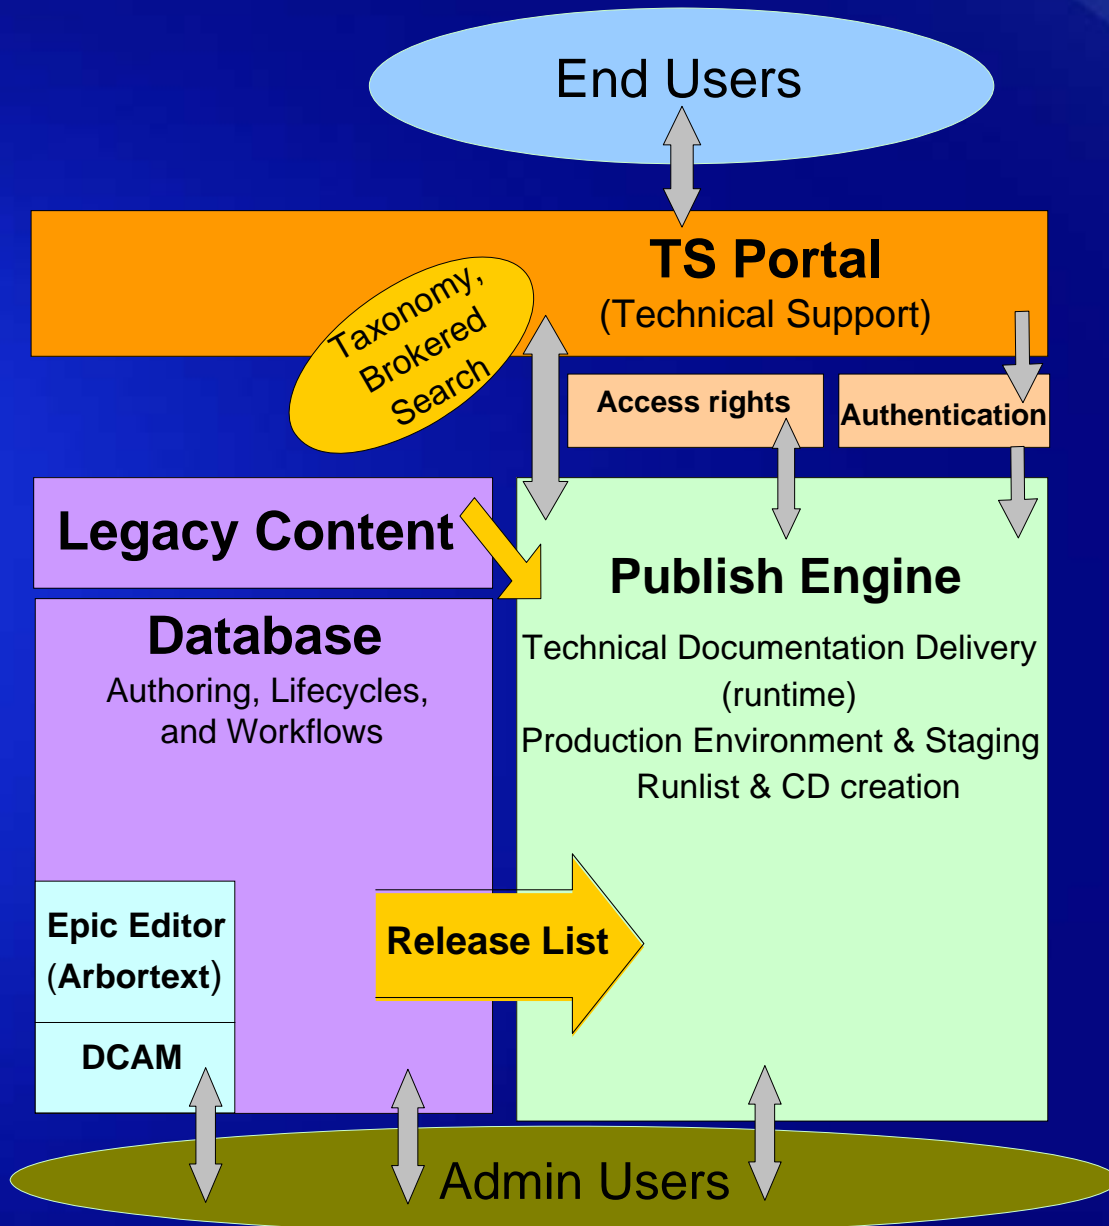 End Users
TS Portal
(Technical Support)
Taxonomy,
Brokered
Search
Access rights
Authentication
Legacy Content
Database
Authoring, Lifecycles,
and Workflows
Publish Engine
Technical Documentation Delivery
(runtime)
Production Environment & Staging
Runlist & CD creation
Epic Editor
(Arbortext)
DCAM
Release List
Admin Users